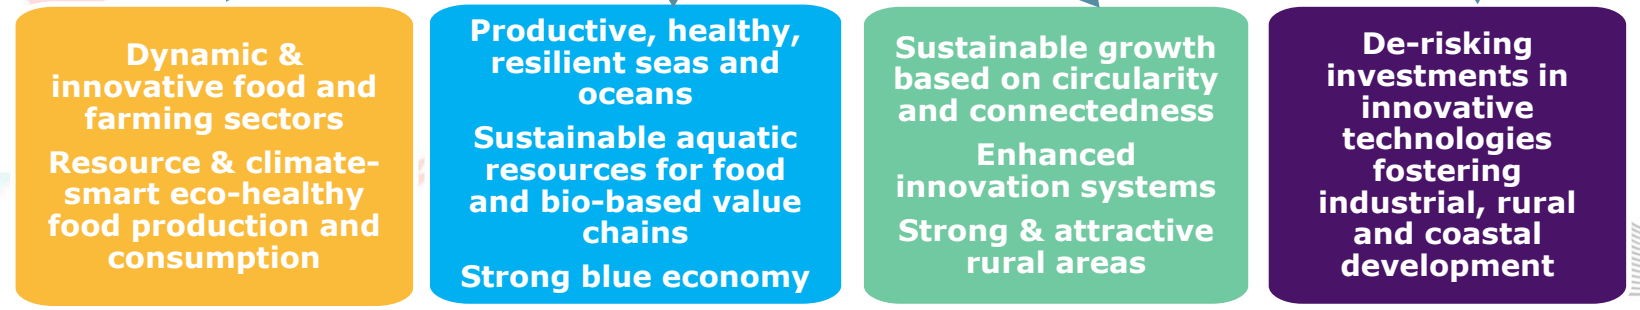 Dynamic &
innovative food and
farming sectors
Resource & climate-
smart eco-healthy
food production and
consumption
Productive, healthy,
resilient seas and
oceans
Sustainable aquatic
resources for food
and bio-based value
chains
Strong blue economy
Sustainable growth
based on circularity
and connectedness
Enhanced
innovation systems
Strong & attractive
rural areas
De-risking
investments in
innovative
technologies
fostering
industrial, rural
and coastal
development